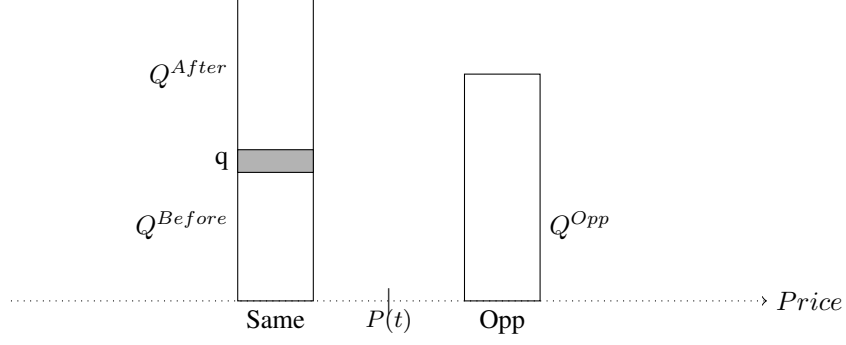 Q^{After}
q
Q^{Before}
Q^{Opp}
Price
Same
P(t)
Opp